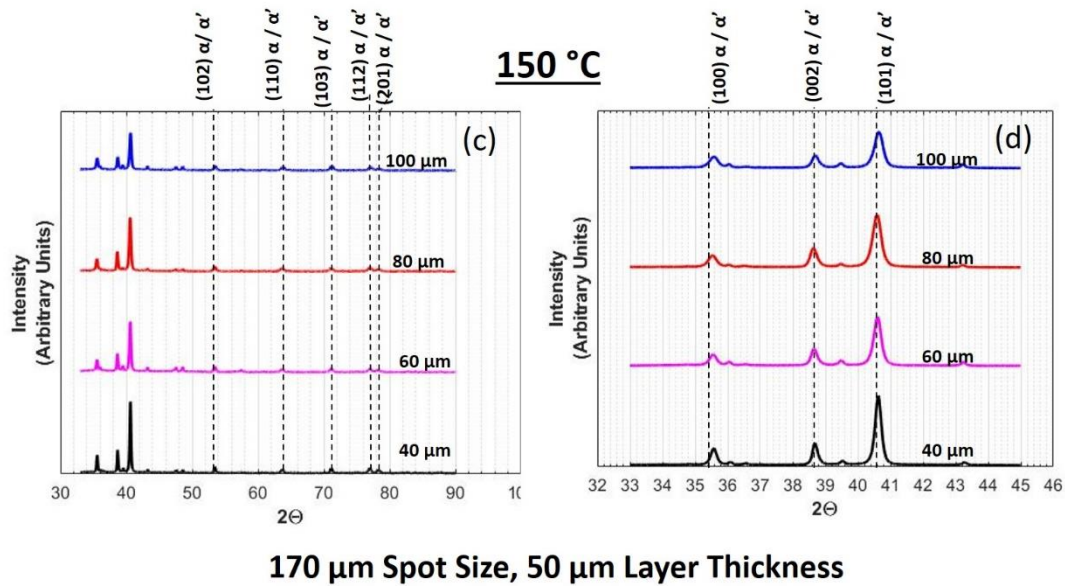 150 °C
(102) α / α’
(110) α / α’
(103) α / α’
(112) α / α’
(201) α / α’
(c)
100 µm
80 µm
60 µm
40 µm
Intensity
(Arbitrary Units)
30 40 50 60 70 80 90 10
2Θ
(100) α / α’
(002) α / α’
(101) α / α’
(d)
100 µm
80 µm
60 µm
40 µm
Intensity
(Arbitrary Units)
32 33 34 35 36 37 38 39 40 41 42 43 44 45 46
2Θ
170 µm Spot Size, 50 µm Layer Thickness